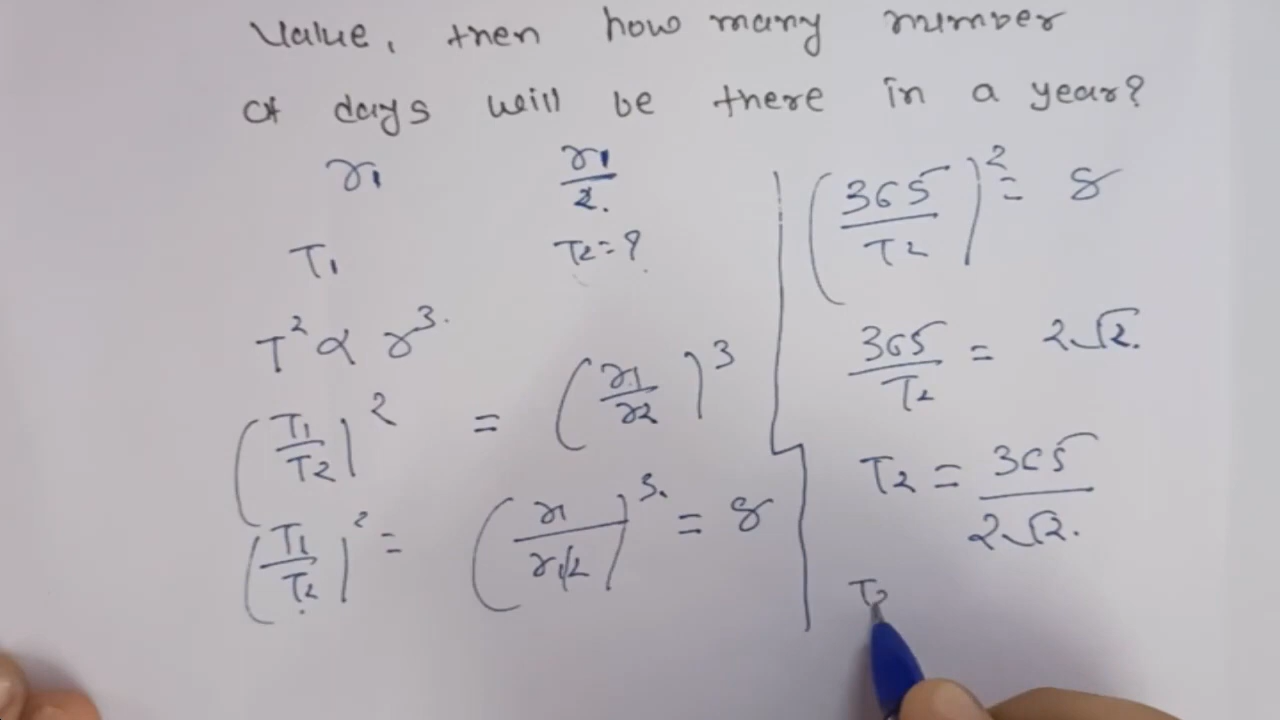 Value, then how many number
of days will be there in a year?
r1 r1/2.
T1 T2=?
T² ∝ r³.
(T1/T2)² = (r1/r2)³
(T1/T2)² = (r1/r1/2)³. = 8
(365/T2)² = 8
365/T2 = 2√2.
T2 = 365/2√2.
T2